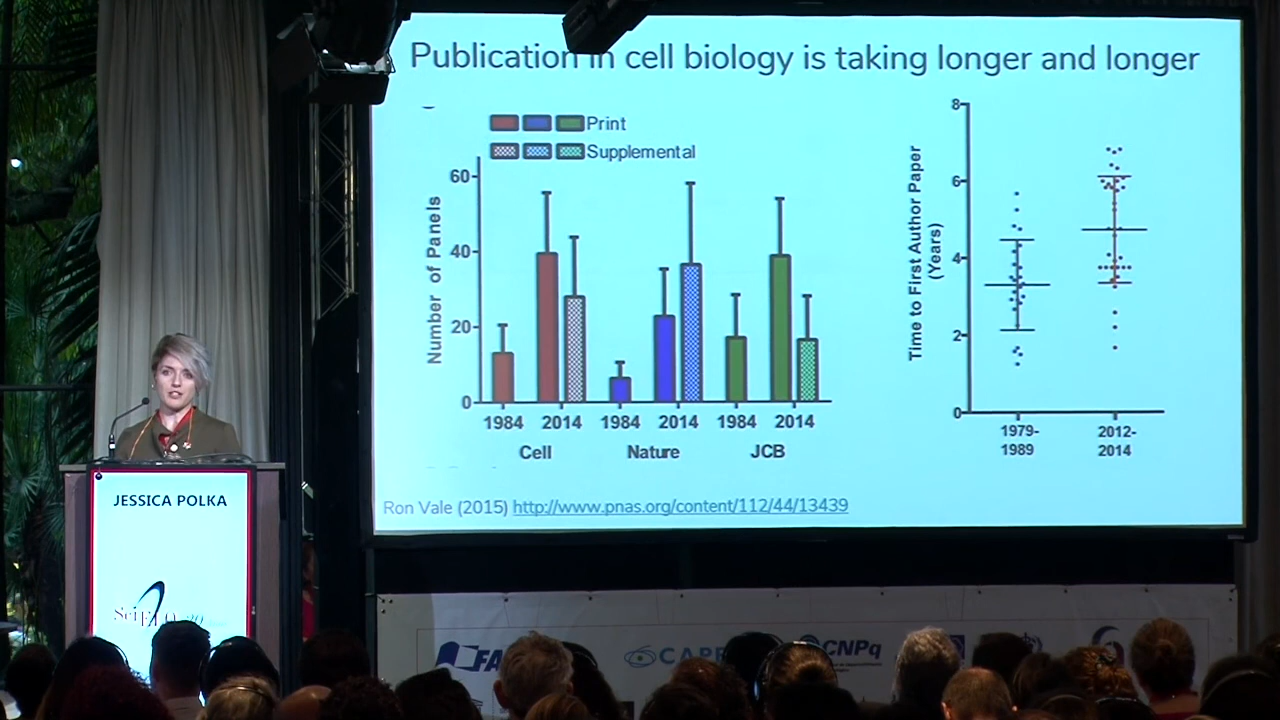 Publication in cell biology is taking longer and longer
Print
Supplemental
Number of Panels
60
40
20
0
1984 2014 1984 2014 1984 2014
Cell Nature JCB
Time to First Author Paper
(Years)
8
6
4
2
0
1979-
1989
2012-
2014
Ron Vale (2015) http://www.pnas.org/content/112/44/13439
JESSICA POLKA
SciELO 20
CNPq